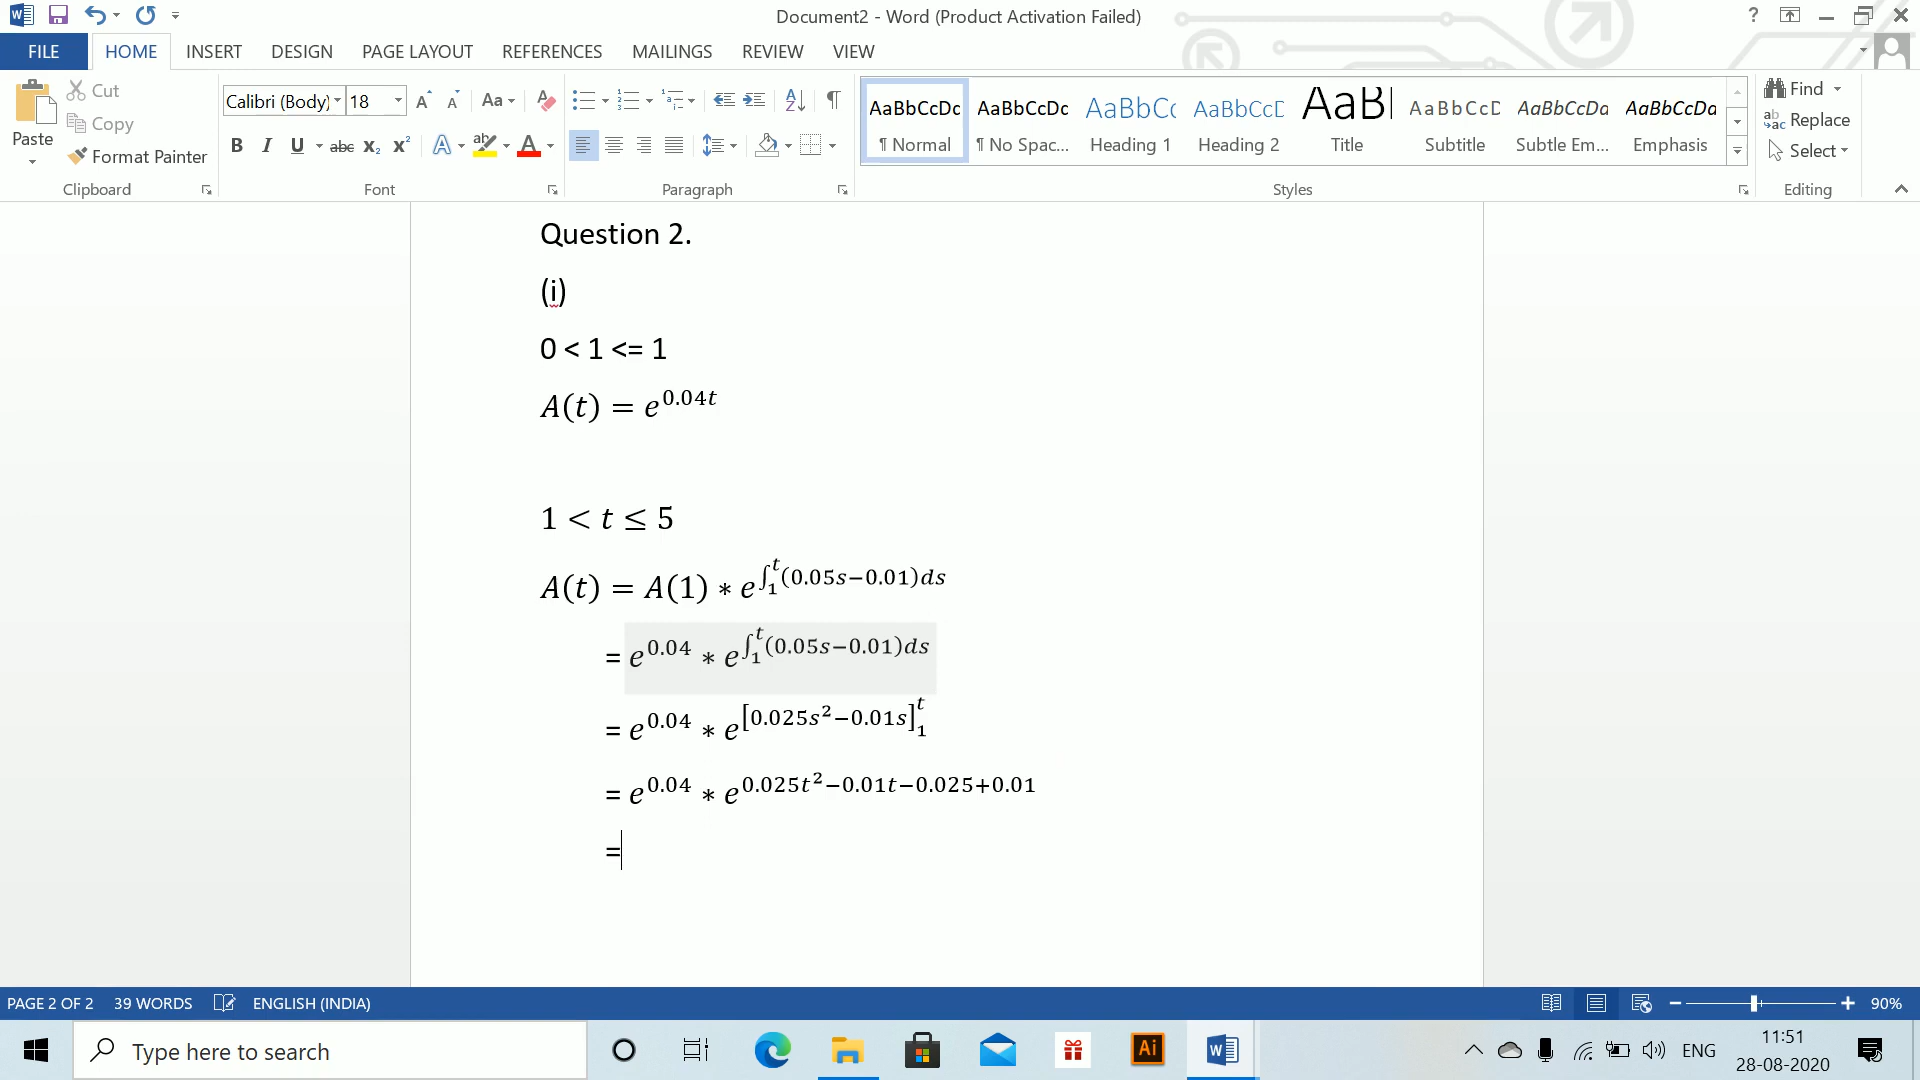 Document2 - Word (Product Activation Failed)
FILE HOME INSERT DESIGN PAGE LAYOUT REFERENCES MAILINGS REVIEW VIEW
Cut
Copy
Paste
Format Painter
Calibri (Body) 18
AaBbCcDc AaBbCcDc AaBbCc AaBbCcD AaB AaBbCcD AaBbCcDa AaBbCcDa
¶ Normal ¶ No Spac... Heading 1 Heading 2 Title Subtitle Subtle Em... Emphasis
Find
Replace
Select
Clipboard Font Paragraph Styles Editing
Question 2.
(i)
0 < 1 <= 1
A(t) = e^{0.04t}
1 < t ≤ 5
A(t) = A(1) * e^{∫_1^t(0.05s−0.01)ds}
= e^{0.04} * e^{∫_1^t(0.05s−0.01)ds}
= e^{0.04} * e^{[0.025s²−0.01s]_1^t}
= e^{0.04} * e^{0.025t²−0.01t−0.025+0.01}
=
PAGE 2 OF 2 39 WORDS ENGLISH (INDIA) 90%
Type here to search
Ai
ENG
11:51
28-08-2020